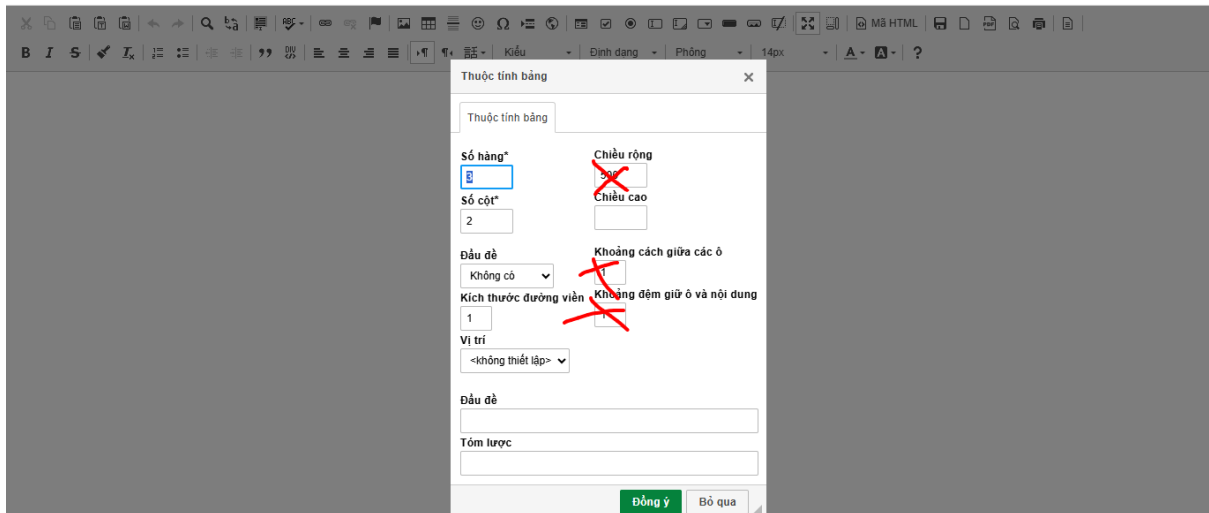 Mã HTML
Kiểu
Định dạng
Phông
14px
Thuộc tính bảng
Thuộc tính bảng
Số hàng*
Chiều rộng
3
500
Số cột*
Chiều cao
2
Đầu đề
Khoảng cách giữa các ô
Không có
1
Kích thước đường viền
Khoảng đệm giữ ô và nội dung
1
1
Vị trí
<không thiết lập>
Đầu đề
Tóm lược
Đồng ý
Bỏ qua